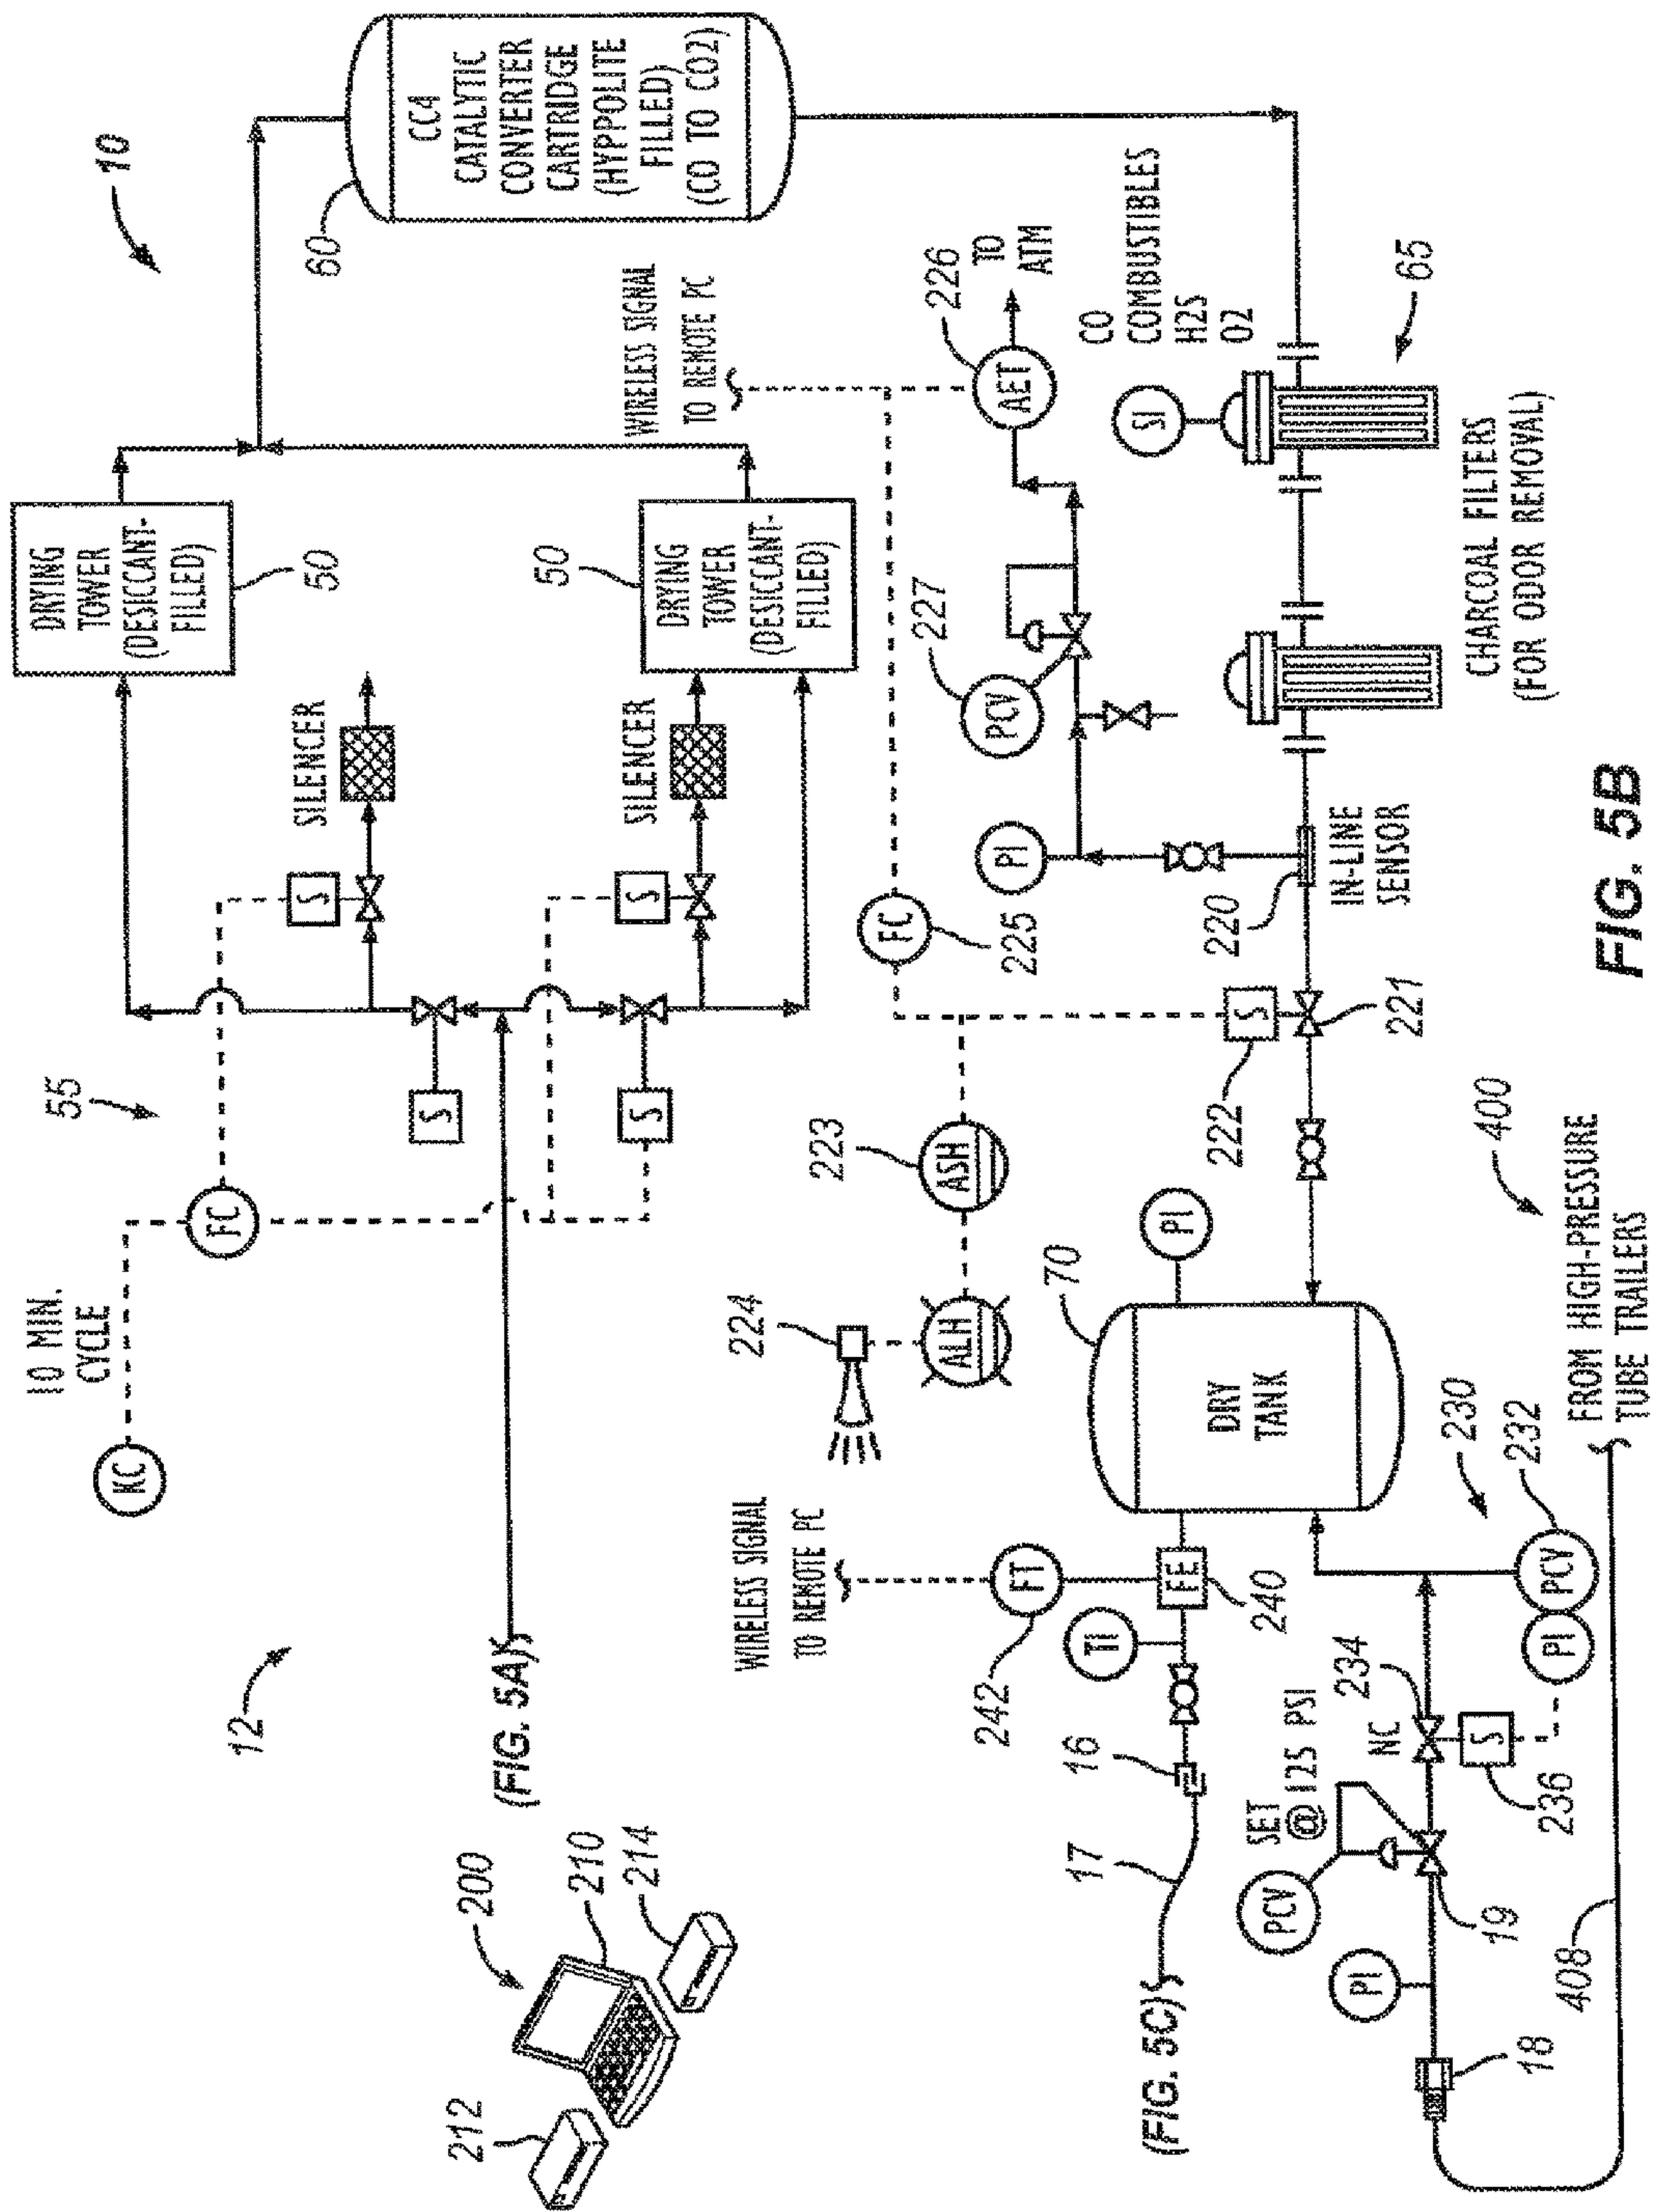 10
12
10 MIN.
CYCLE
KC
FC
55
S
S
S
S
SILENCER
SILENCER
DRYING
TOWER
(DESICCANT-
FILLED)
50
DRYING
TOWER
(DESICCANT-
FILLED)
50
60
CC4
CATALYTIC
CONVERTER
CARTRIDGE
(HYPPOLITE
FILLED)
(CO TO CO2)
(FIG. 5A)
200
210
212
214
WIRELESS SIGNAL
TO REMOTE PC
WIRELESS SIGNAL
TO REMOTE PC
224
ALH
ASH
223
FC
225
PI
PCV
227
AET
226
TO
ATM
CO
COMBUSTIBLES
H2S
O2
SI
65
CHARCOAL FILTERS
(FOR ODOR REMOVAL)
IN-LINE
SENSOR
220
221
S
222
PI
70
DRY
TANK
FT
242
FE
240
TI
16
17
(FIG. 5C)
SET
@125 PSI
PCV
NC
234
S
236
PI
PCV
232
230
19
PI
18
408
FROM HIGH-PRESSURE
TUBE TRAILERS
400
FIG. 5B